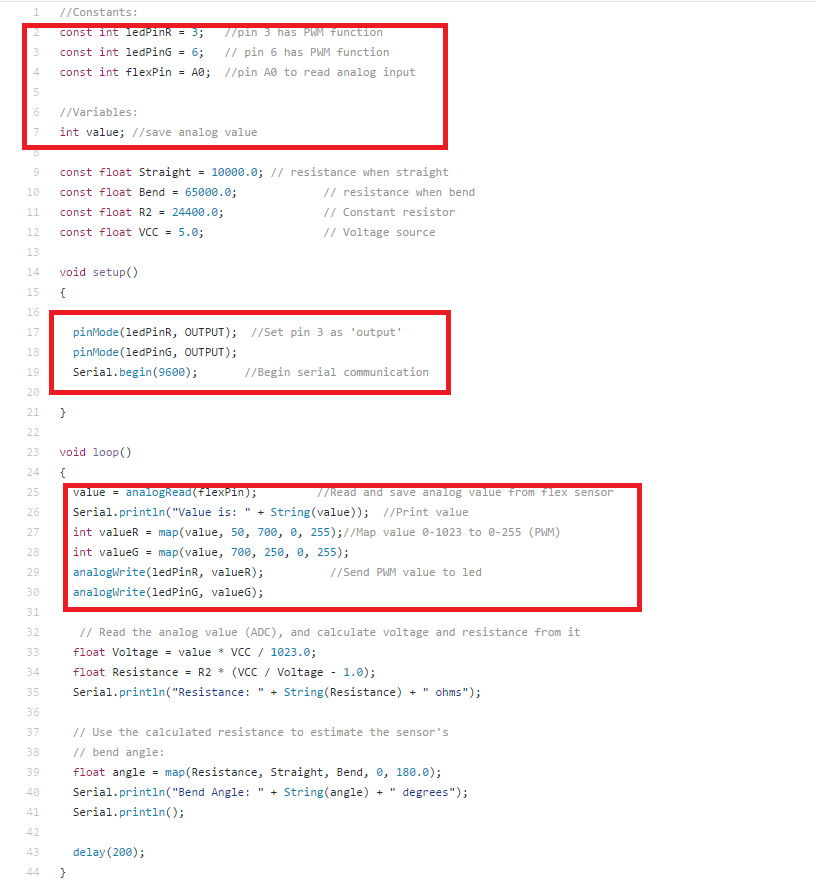 1 //Constants:
2 const int ledPinR = 3;   //pin 3 has PWM function
3 const int ledPinG = 6;   // pin 6 has PWM function
4 const int flexPin = A0;  //pin A0 to read analog input
5
6 //Variables:
7 int value; //save analog value
8
9 const float Straight = 10000.0; // resistance when straight
10 const float Bend = 65000.0;             // resistance when bend
11 const float R2 = 24400.0;               // Constant resistor
12 const float VCC = 5.0;                  // Voltage source
13
14 void setup()
15 {
16
17   pinMode(ledPinR, OUTPUT);  //Set pin 3 as 'output'
18   pinMode(ledPinG, OUTPUT);
19   Serial.begin(9600);       //Begin serial communication
20
21 }
22
23 void loop()
24 {
25   value = analogRead(flexPin);         //Read and save analog value from flex sensor
26   Serial.println("Value is: " + String(value));  //Print value
27   int valueR = map(value, 50, 700, 0, 255);//Map value 0-1023 to 0-255 (PWM)
28   int valueG = map(value, 700, 250, 0, 255);
29   analogWrite(ledPinR, valueR);          //Send PWM value to led
30   analogWrite(ledPinG, valueG);
31
32    // Read the analog value (ADC), and calculate voltage and resistance from it
33   float Voltage = value * VCC / 1023.0;
34   float Resistance = R2 * (VCC / Voltage - 1.0);
35   Serial.println("Resistance: " + String(Resistance) + " ohms");
36
37   // Use the calculated resistance to estimate the sensor's
38   // bend angle:
39   float angle = map(Resistance, Straight, Bend, 0, 180.0);
40   Serial.println("Bend Angle: " + String(angle) + " degrees");
41   Serial.println();
42
43   delay(200);
44 }